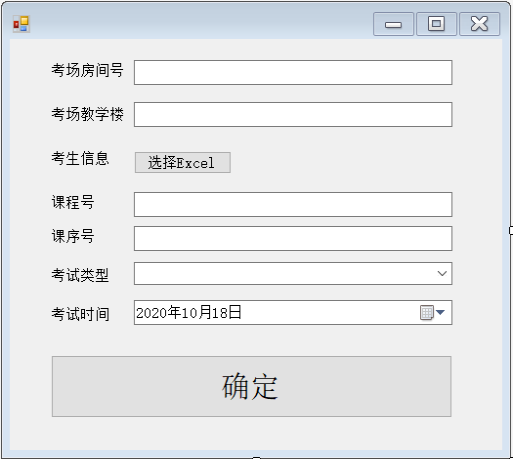 考场房间号
考场教学楼
考生信息 选择Excel
课程号
课序号
考试类型
考试时间 2020年10月18日
确定